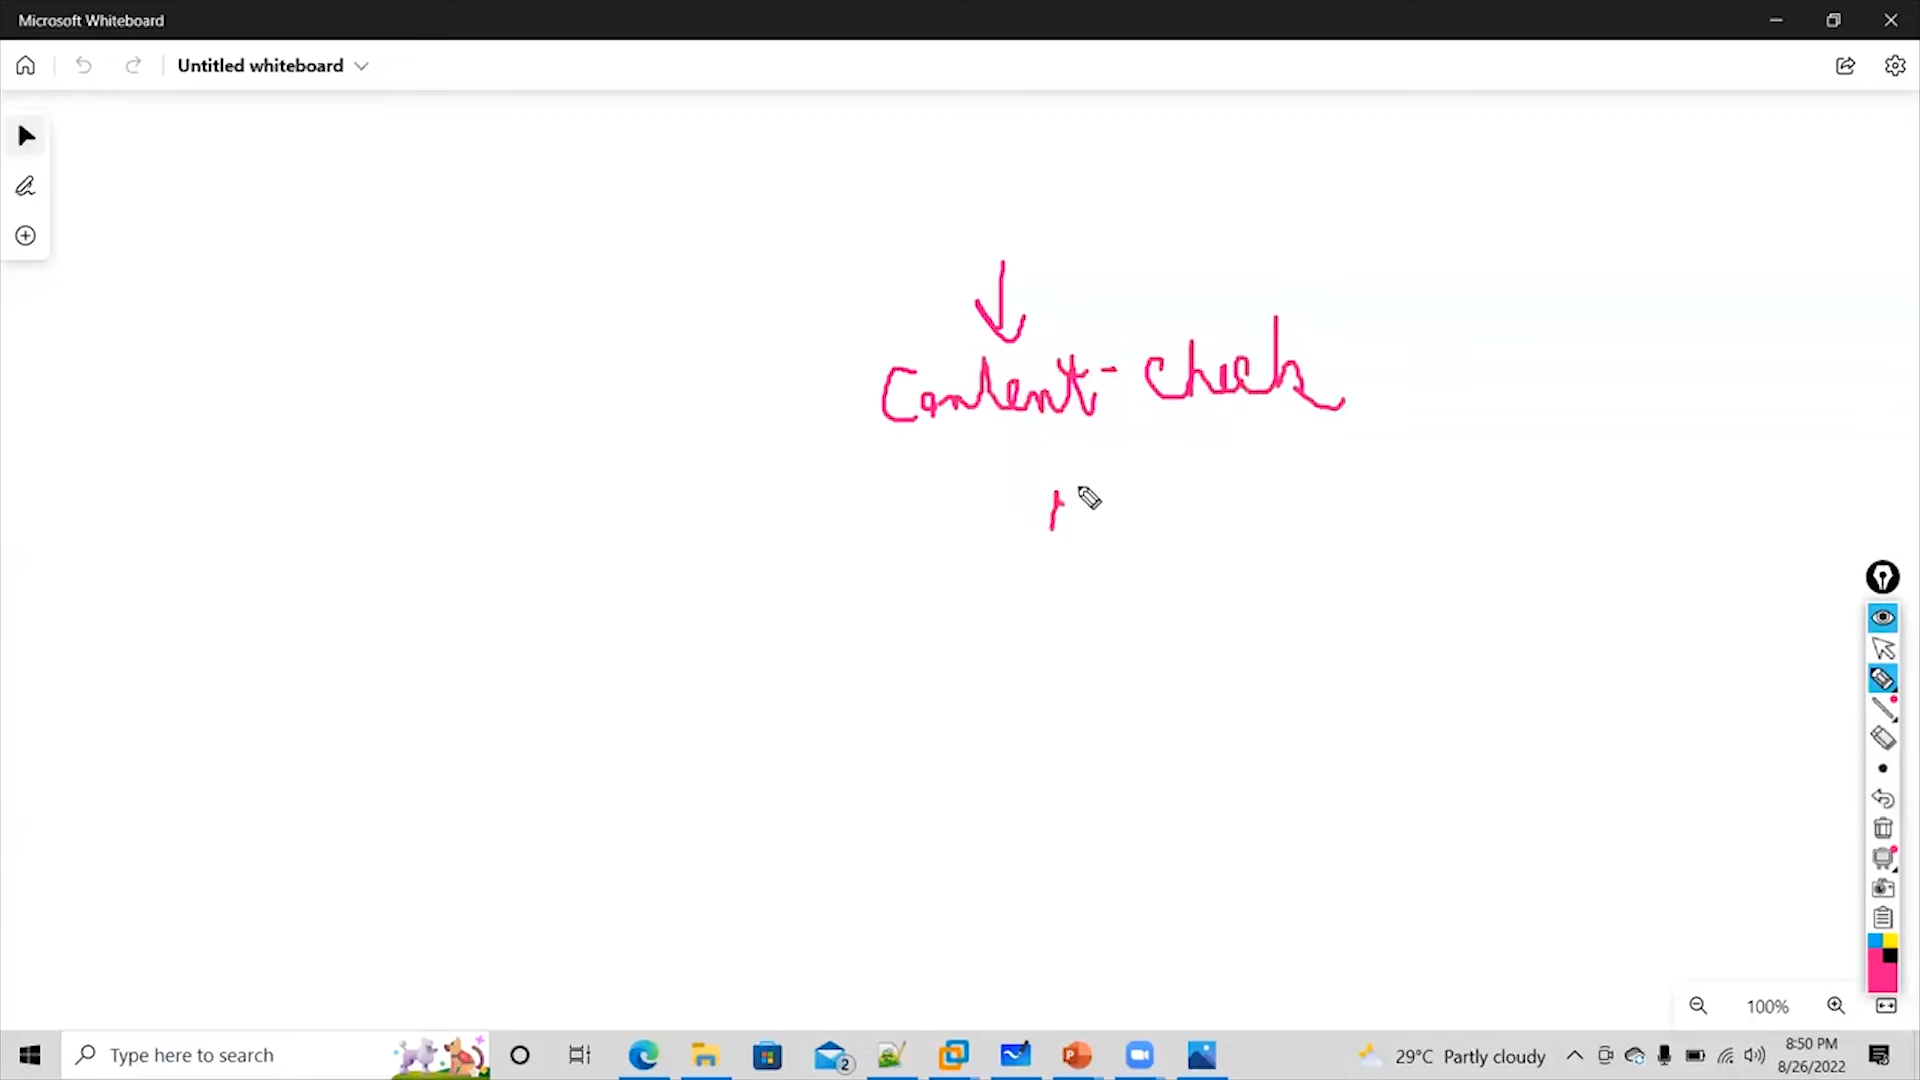 Microsoft Whiteboard
Untitled whiteboard
Content - Check
100%
Type here to search
2
29°C Partly cloudy
8:50 PM
8/26/2022